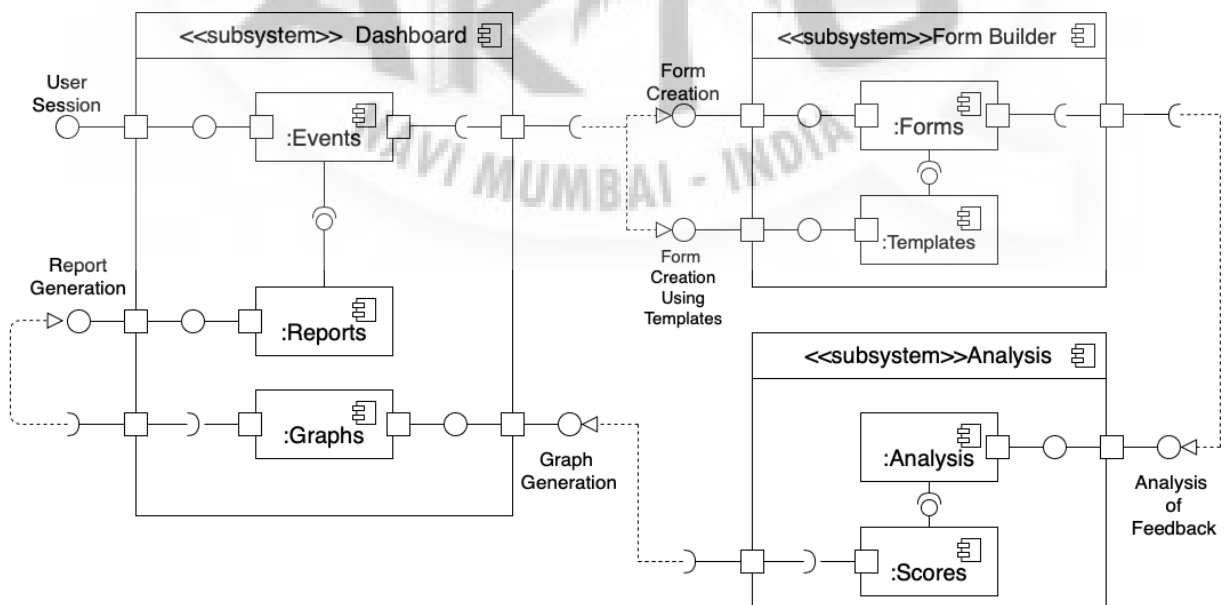 <<subsystem>> Dashboard
User
Session
:Events
Report
Generation
:Reports
:Graphs
Graph
Generation
<<subsystem>>Form Builder
Form
Creation
:Forms
Form
Creation
Using
Templates
:Templates
<<subsystem>>Analysis
:Analysis
Analysis
of
Feedback
:Scores
NAVI MUMBAI - INDIA